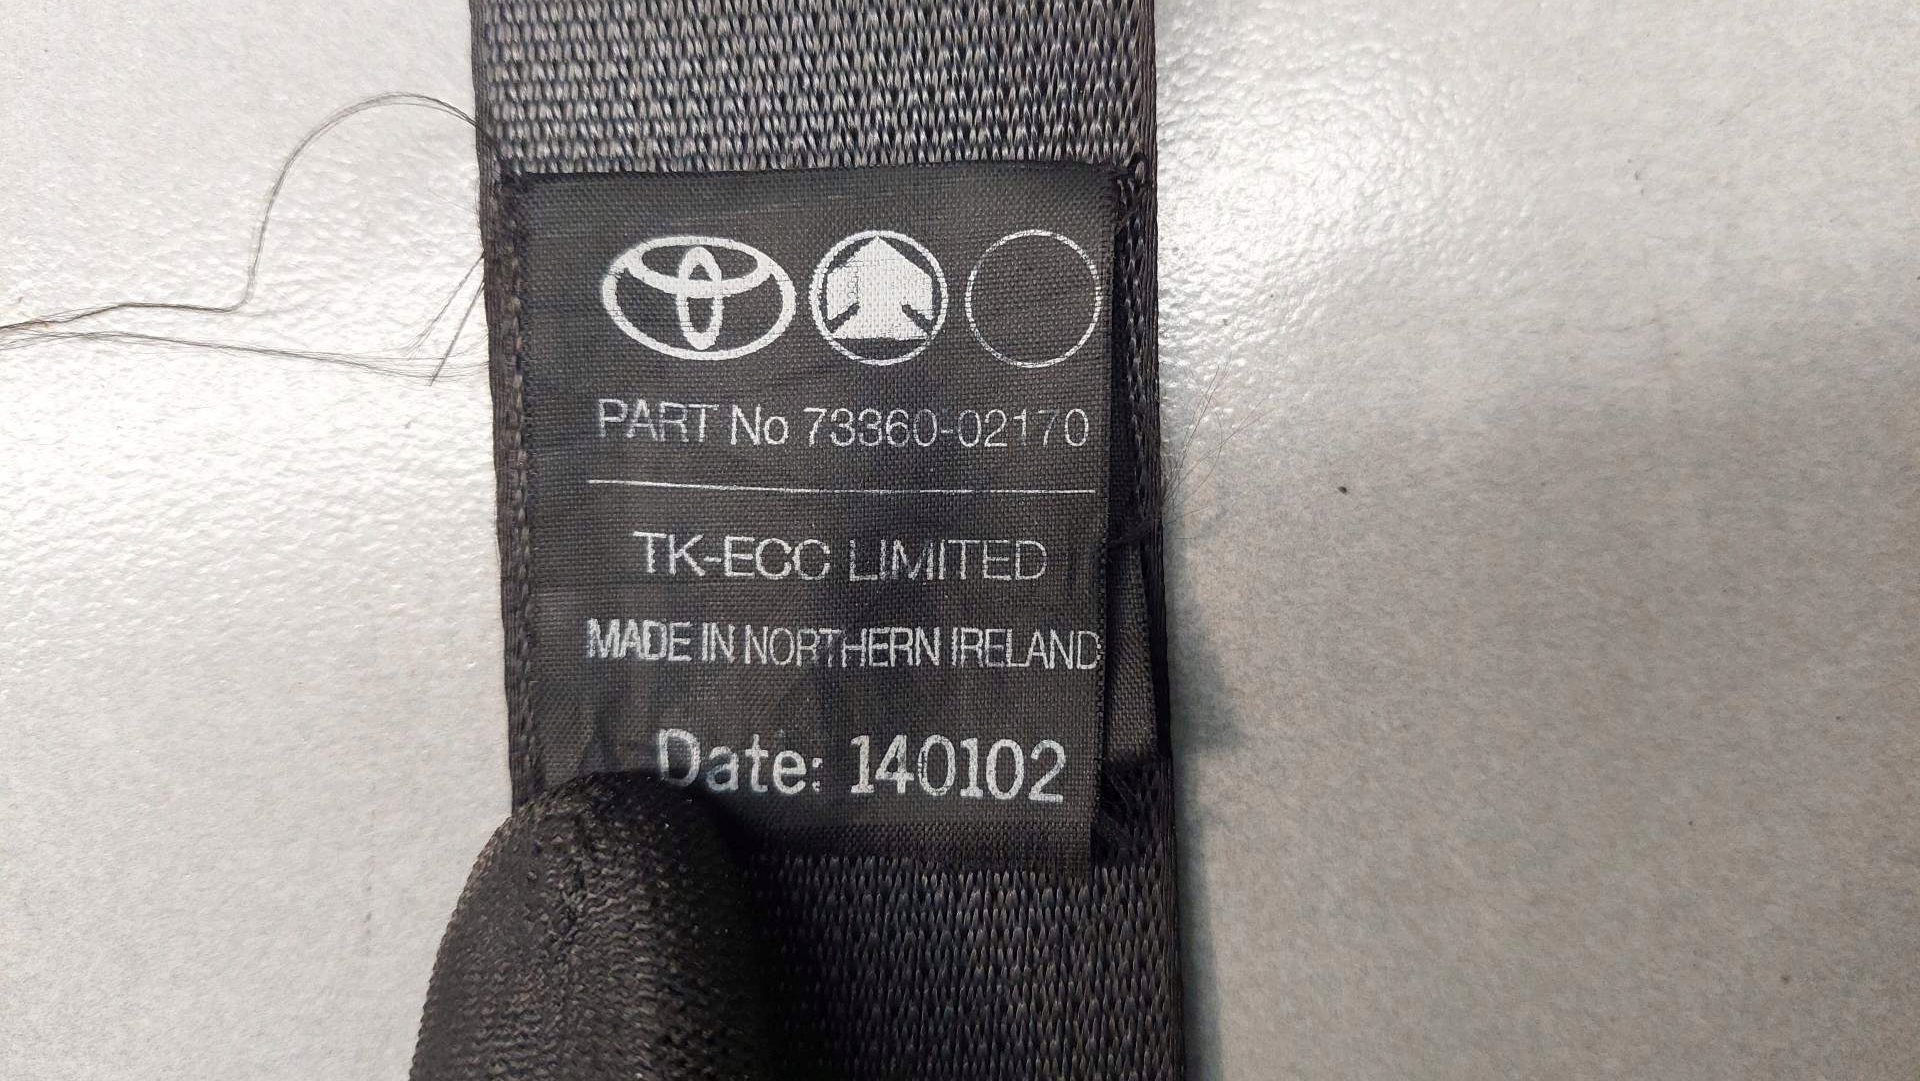 PART No 73360-02170
TK-ECC LIMITED
MADE IN NORTHERN IRELAND
Date: 140102